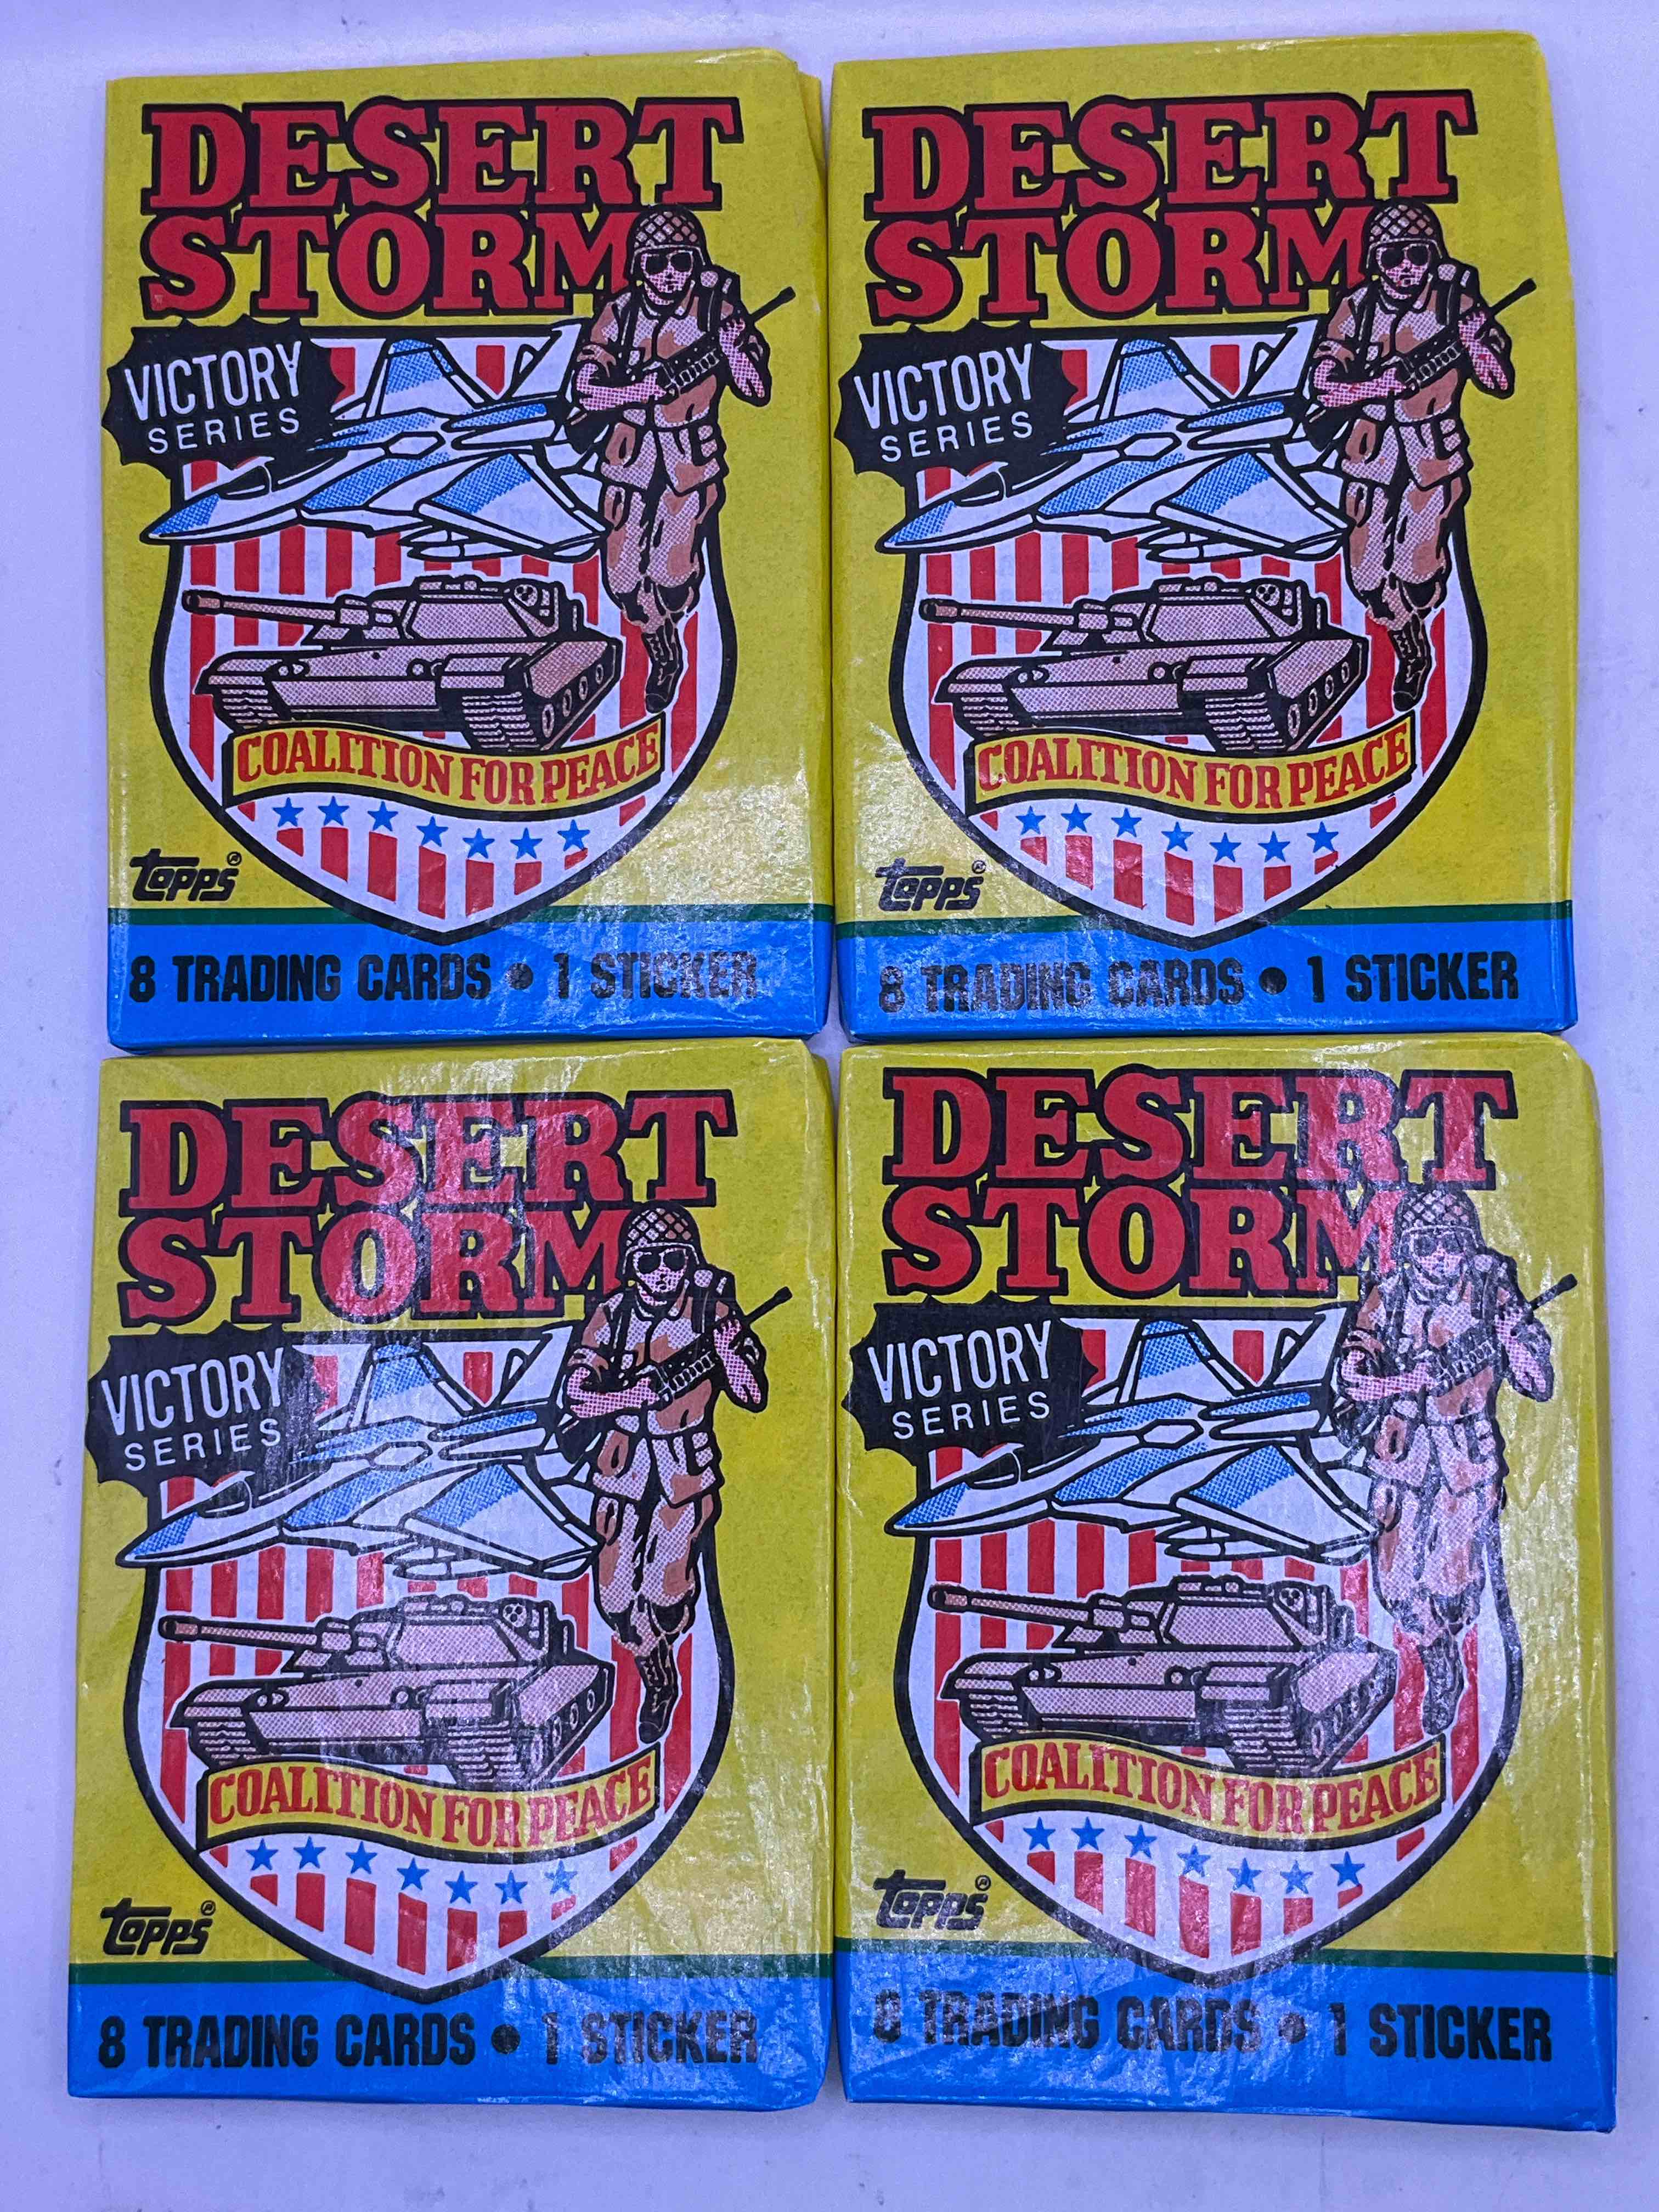 DESERT
STORM
VICTORY
SERIES
COALITION FOR PEACE
topps®
8 TRADING CARDS • 1 STICKER
DESERT
STORM
VICTORY
SERIES
COALITION FOR PEACE
topps®
8 TRADING CARDS • 1 STICKER
DESERT
STORM
VICTORY
SERIES
COALITION FOR PEACE
topps®
8 TRADING CARDS • 1 STICKER
DESERT
STORM
VICTORY
SERIES
COALITION FOR PEACE
topps®
8 TRADING CARDS • 1 STICKER